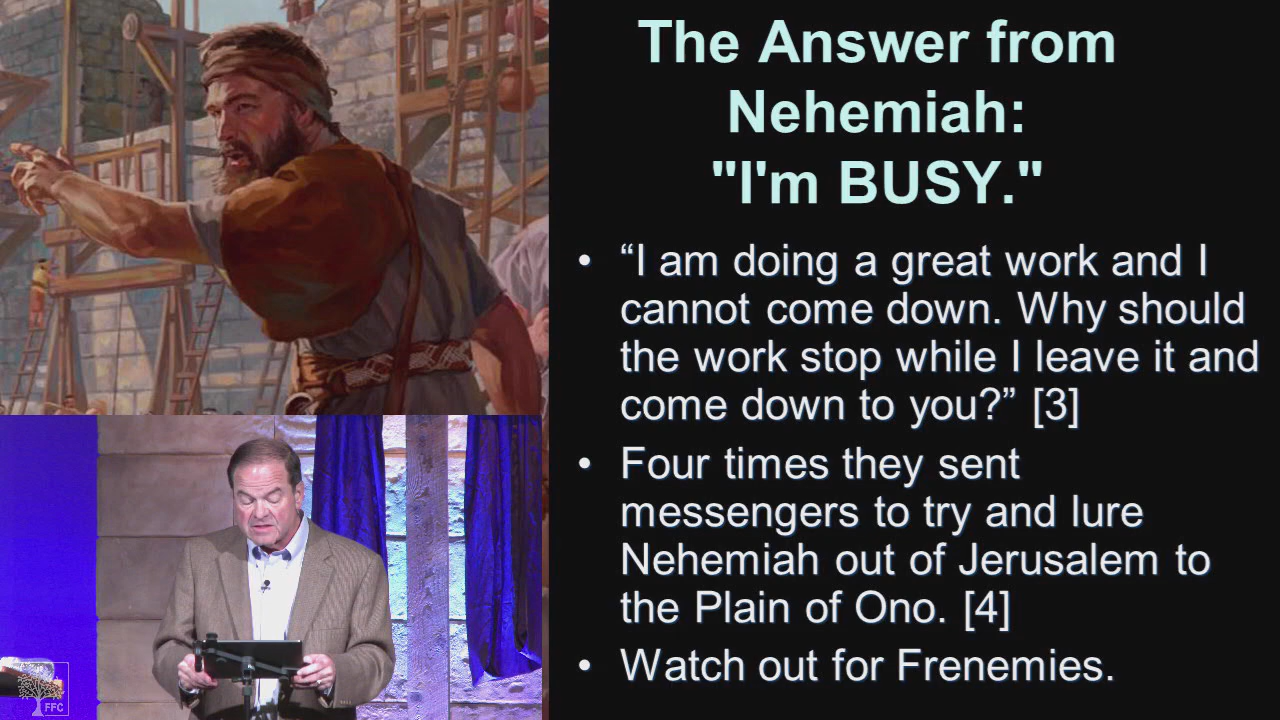 The Answer from
Nehemiah:
"I'm BUSY."
• “I am doing a great work and I
cannot come down. Why should
the work stop while I leave it and
come down to you?” [3]
• Four times they sent
messengers to try and lure
Nehemiah out of Jerusalem to
the Plain of Ono. [4]
• Watch out for Frenemies.
FFC